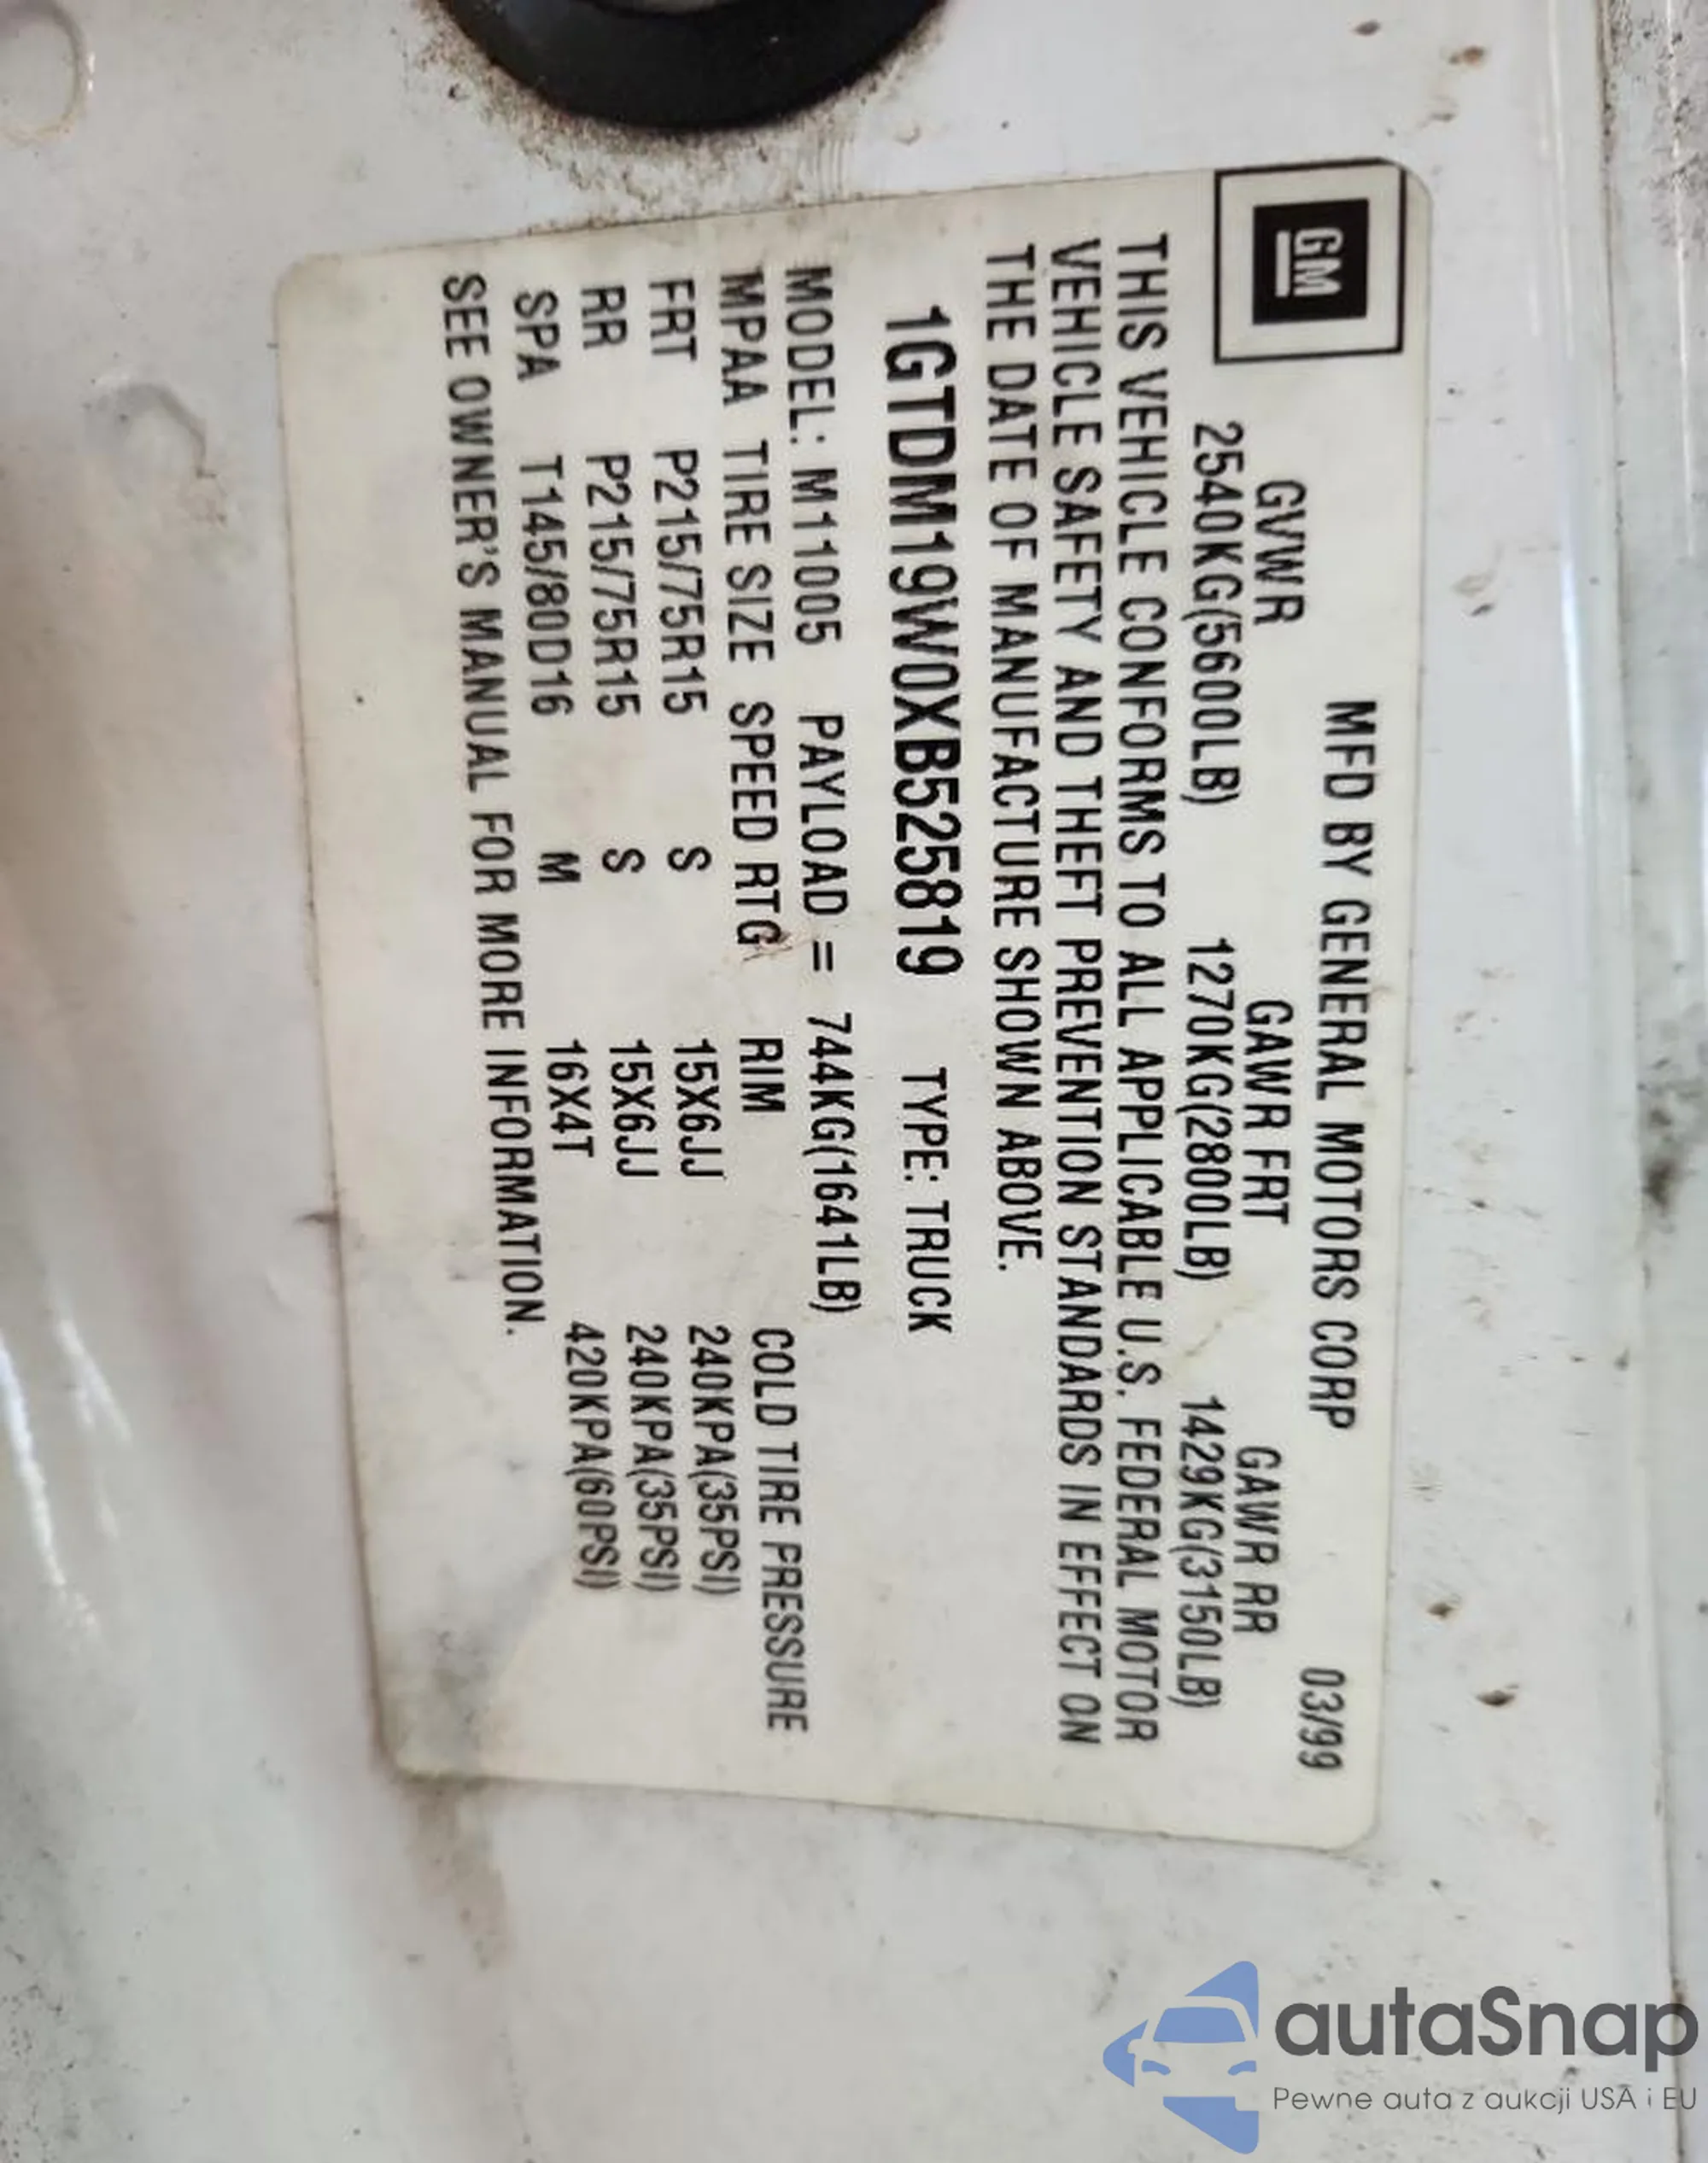 GM
MFD BY GENERAL MOTORS CORP 03/99
GVWR GAWR FRT GAWR RR
2540KG(5600LB) 1270KG(2800LB) 1429KG(3150LB)
THIS VEHICLE CONFORMS TO ALL APPLICABLE U.S. FEDERAL MOTOR
VEHICLE SAFETY AND THEFT PREVENTION STANDARDS IN EFFECT ON
THE DATE OF MANUFACTURE SHOWN ABOVE.
1GTDM19W0XB525819 TYPE: TRUCK
MODEL: M11005 PAYLOAD = 744KG(1641LB)
MPAA TIRE SIZE SPEED RTG RIM COLD TIRE PRESSURE
FRT P215/75R15 S 15X6JJ 240KPA(35PSI)
RR P215/75R15 S 15X6JJ 240KPA(35PSI)
SPA T145/80D16 M 16X4T 420KPA(60PSI)
SEE OWNER'S MANUAL FOR MORE INFORMATION.
autaSnap
Pewne auta z aukcji USA i EU